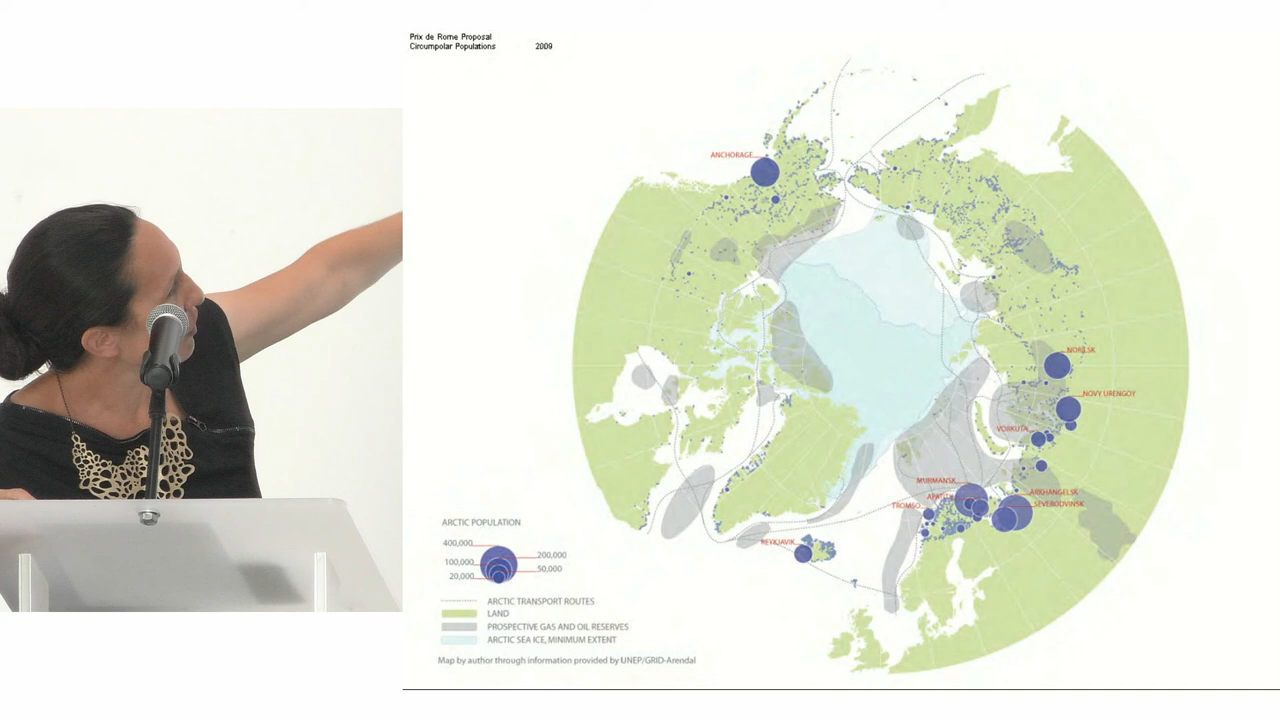 Prix de Rome Proposal
Circumpolar Populations 2009
ANCHORAGE
NORILSK
NOVY URENGOY
VORKUTA
MURMANSK
APATITY
ARKHANGELSK
TROMSO
SEVEBODVINSK
REYKJAVIK
ARCTIC POPULATION
400,000
200,000
100,000
50,000
20,000
ARCTIC TRANSPORT ROUTES
LAND
PROSPECTIVE GAS AND OIL RESERVES
ARCTIC SEA ICE, MINIMUM EXTENT
Map by author through information provided by UNEP/GRID-Arendal